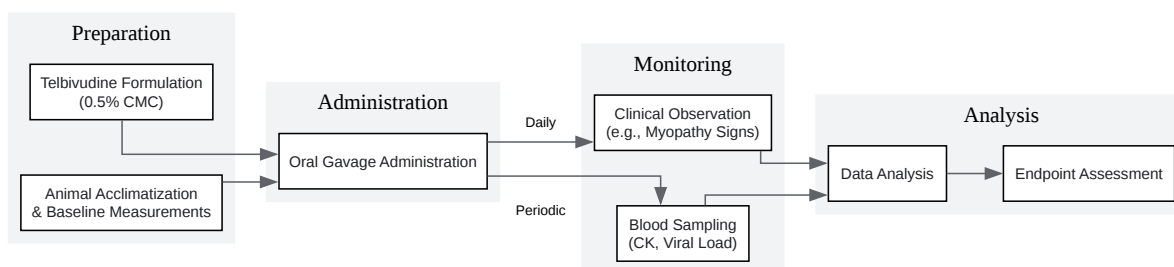 Preparation
Telbivudine Formulation
(0.5% CMC)
Animal Acclimatization
& Baseline Measurements
Administration
Oral Gavage Administration
Daily
Periodic
Monitoring
Clinical Observation
(e.g., Myopathy Signs)
Blood Sampling
(CK, Viral Load)
Analysis
Data Analysis
Endpoint Assessment